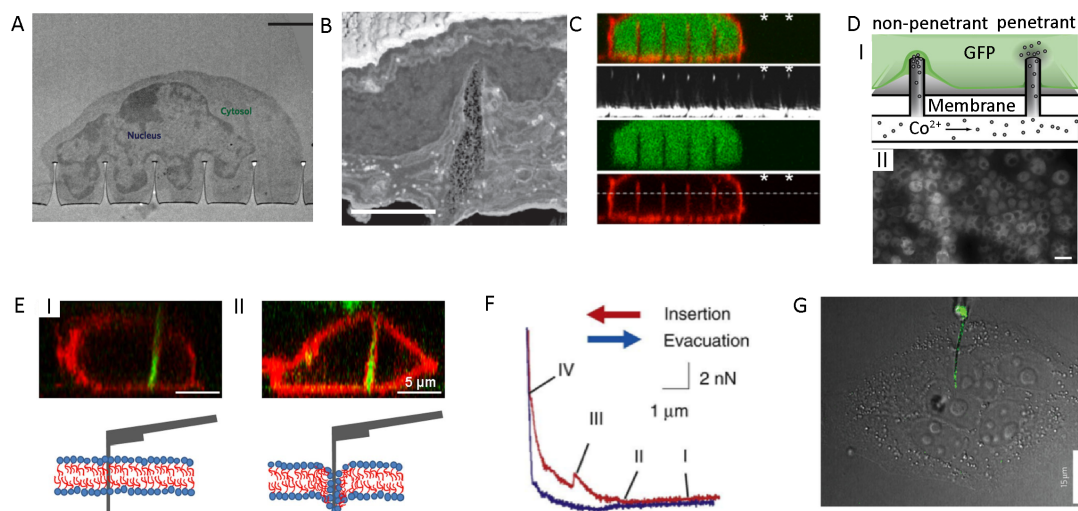 A
Nucleus
Cytosol
B
C
* *
* *
* *
* *
D
non-penetrant penetrant
I
GFP
Membrane
Co2+
II
E
I
II
5 µm
F
Insertion
Evacuation
2 nN
1 µm
IV
III
II
I
G
15 µm